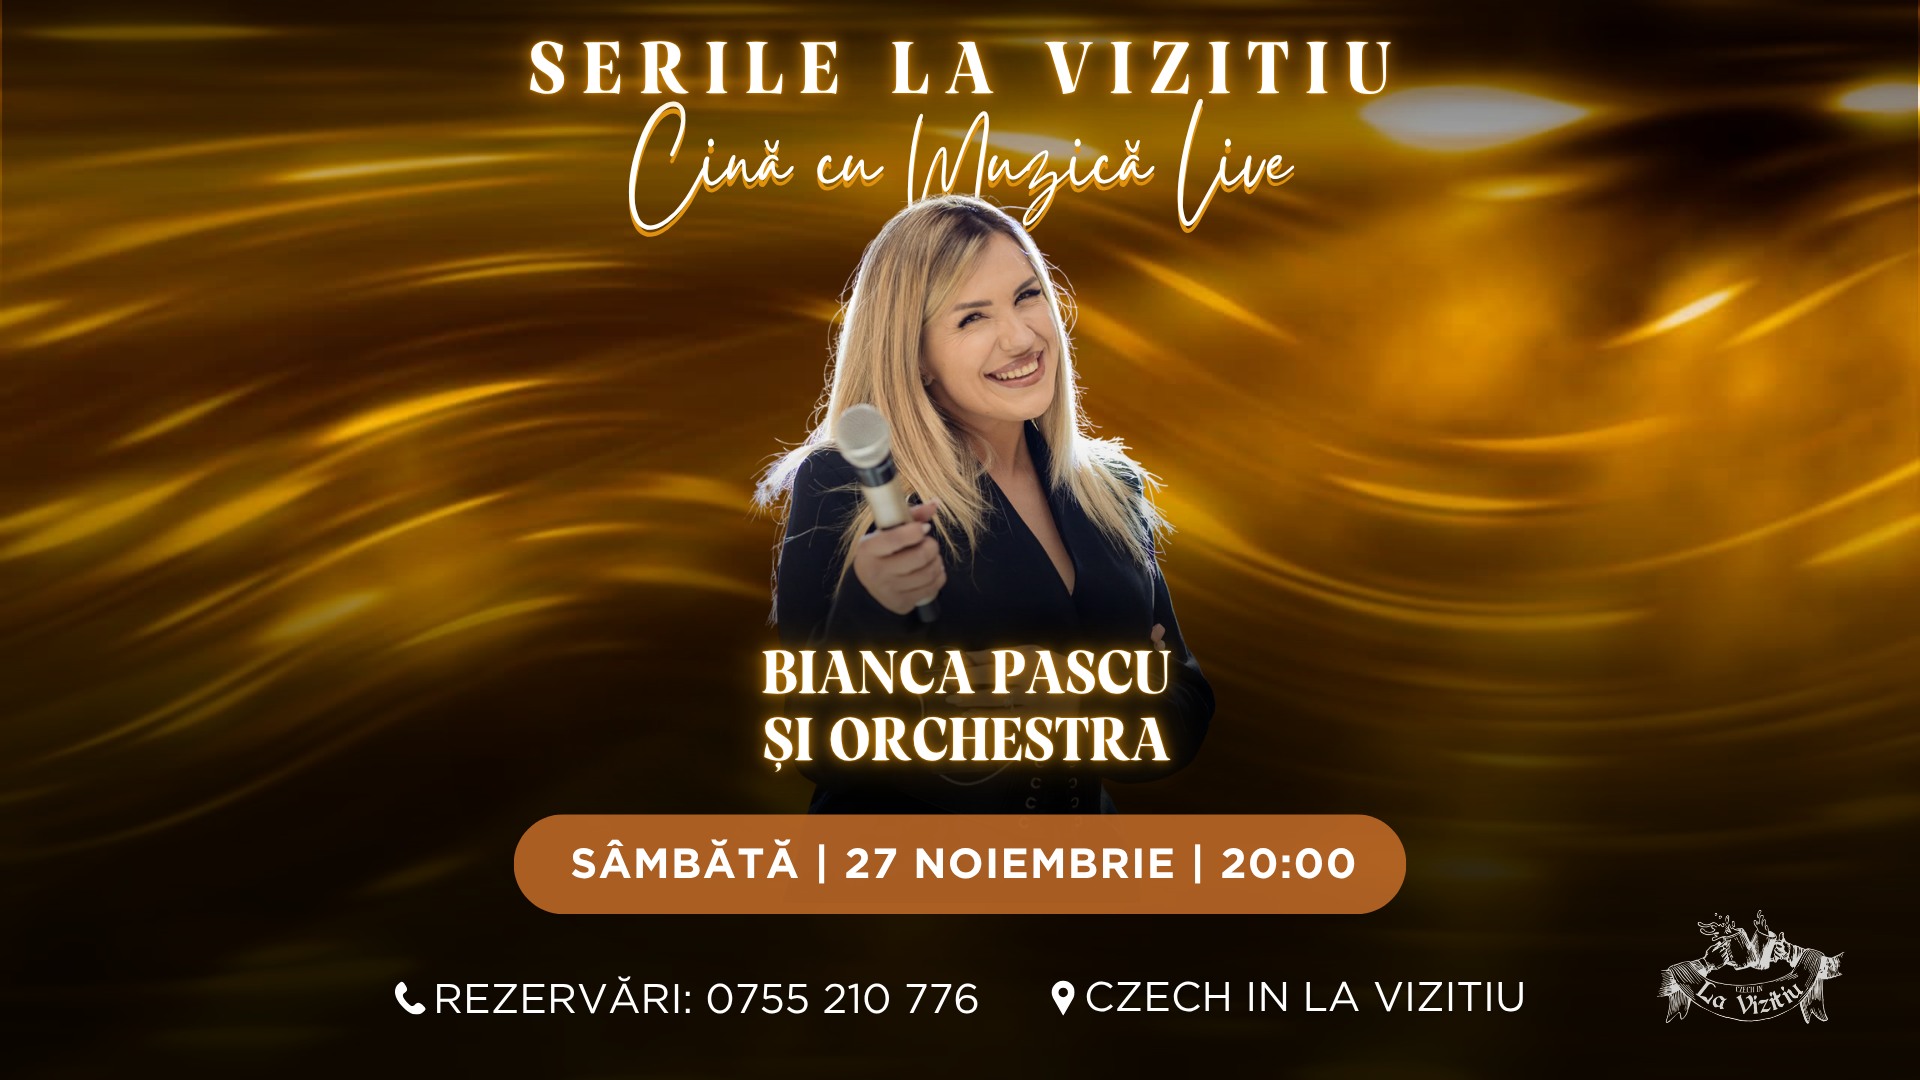 SERILE LA VIZITIU
Cină cu Muzică Live
BIANCA PASCU
ȘI ORCHESTRA
SÂMBĂTĂ | 27 NOIEMBRIE | 20:00
REZERVĂRI: 0755 210 776
CZECH IN LA VIZITIU
CZECH IN
La Vizitiu